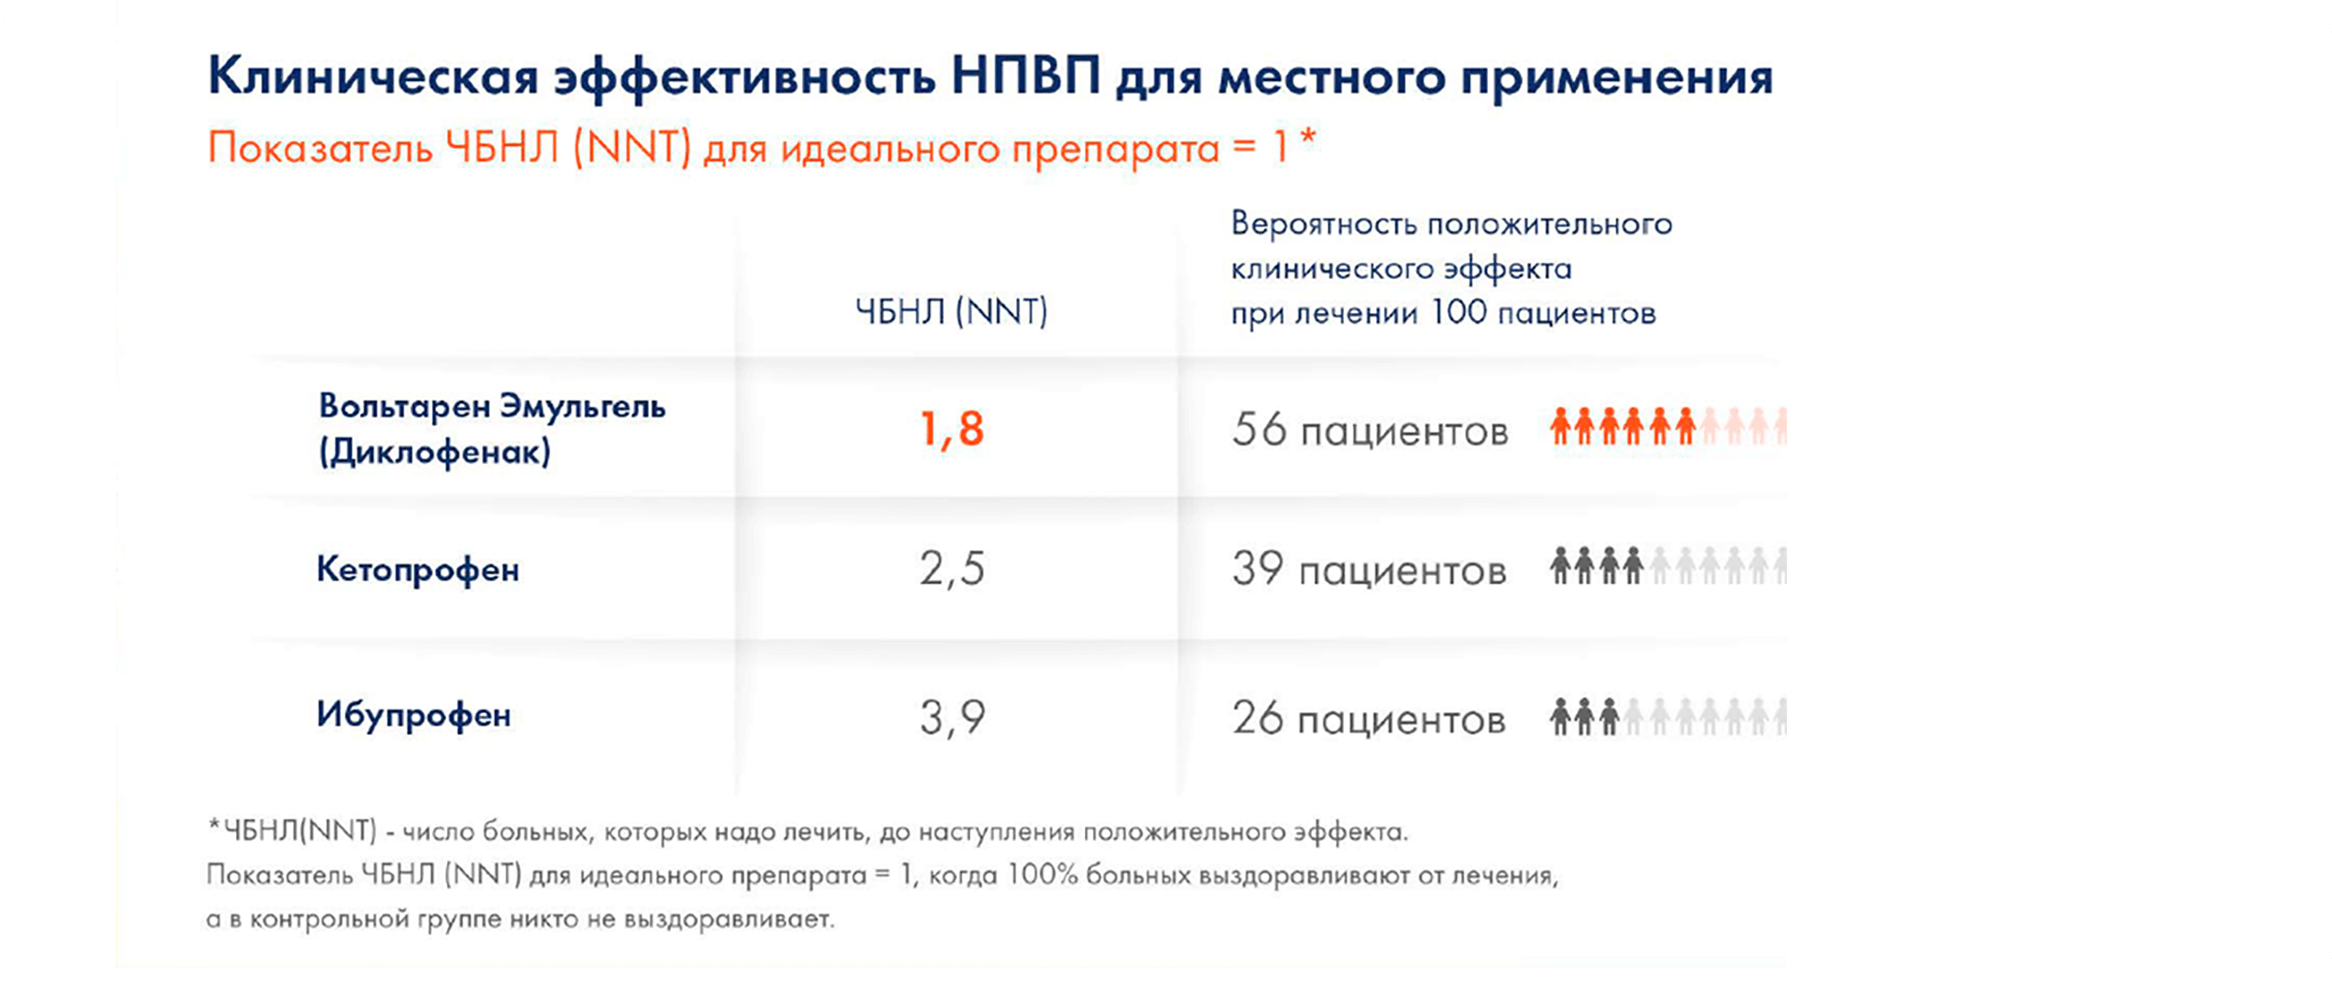 Клиническая эффективность НПВП для местного применения
Показатель ЧБНЛ (NNT) для идеального препарата = 1*
Вероятность положительного
клинического эффекта
при лечении 100 пациентов
ЧБНЛ (NNT)
Вольтарен Эмульгель
(Диклофенак)
1,8
56 пациентов
Кетопрофен
2,5
39 пациентов
Ибупрофен
3,9
26 пациентов
*ЧБНЛ(NNT) - число больных, которых надо лечить, до наступления положительного эффекта.
Показатель ЧБНЛ (NNT) для идеального препарата = 1, когда 100% больных выздоравливают от лечения,
а в контрольной группе никто не выздоравливает.